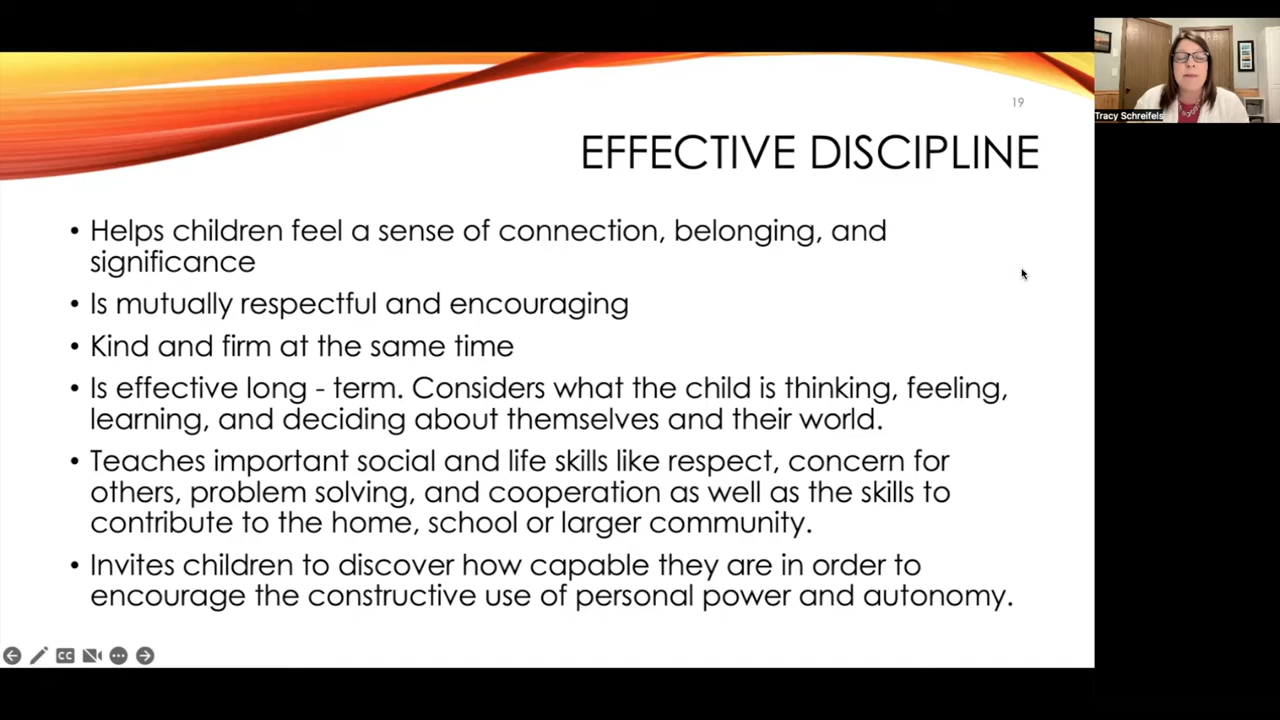 19
EFFECTIVE DISCIPLINE
• Helps children feel a sense of connection, belonging, and
significance
• Is mutually respectful and encouraging
• Kind and firm at the same time
• Is effective long - term. Considers what the child is thinking, feeling,
learning, and deciding about themselves and their world.
• Teaches important social and life skills like respect, concern for
others, problem solving, and cooperation as well as the skills to
contribute to the home, school or larger community.
• Invites children to discover how capable they are in order to
encourage the constructive use of personal power and autonomy.
CC
Tracy Schreifels